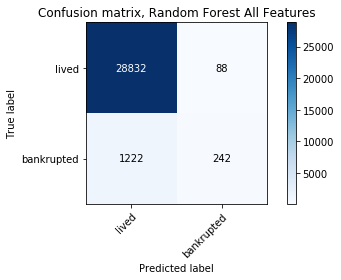 Confusion matrix, Random Forest All Features
lived
28832
88
bankrupted
1222
242
True label
lived
bankrupted
Predicted label
25000
20000
15000
10000
5000